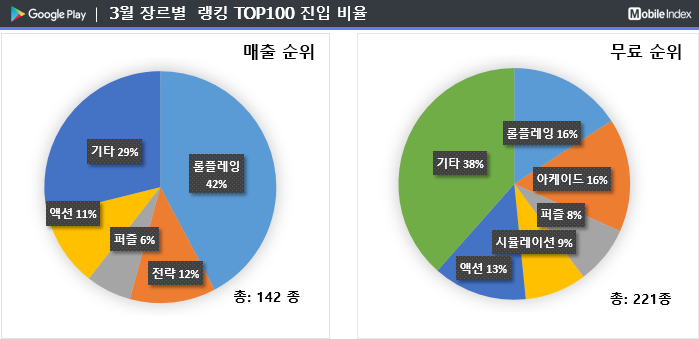 Google Play | 3월 장르별 랭킹 TOP100 진입 비율
Mobile Index
매출 순위
롤플레잉
42%
전략 12%
퍼즐 6%
액션 11%
기타 29%
총: 142 종
무료 순위
롤플레잉 16%
아케이드 16%
퍼즐 8%
시뮬레이션 9%
액션 13%
기타 38%
총: 221종